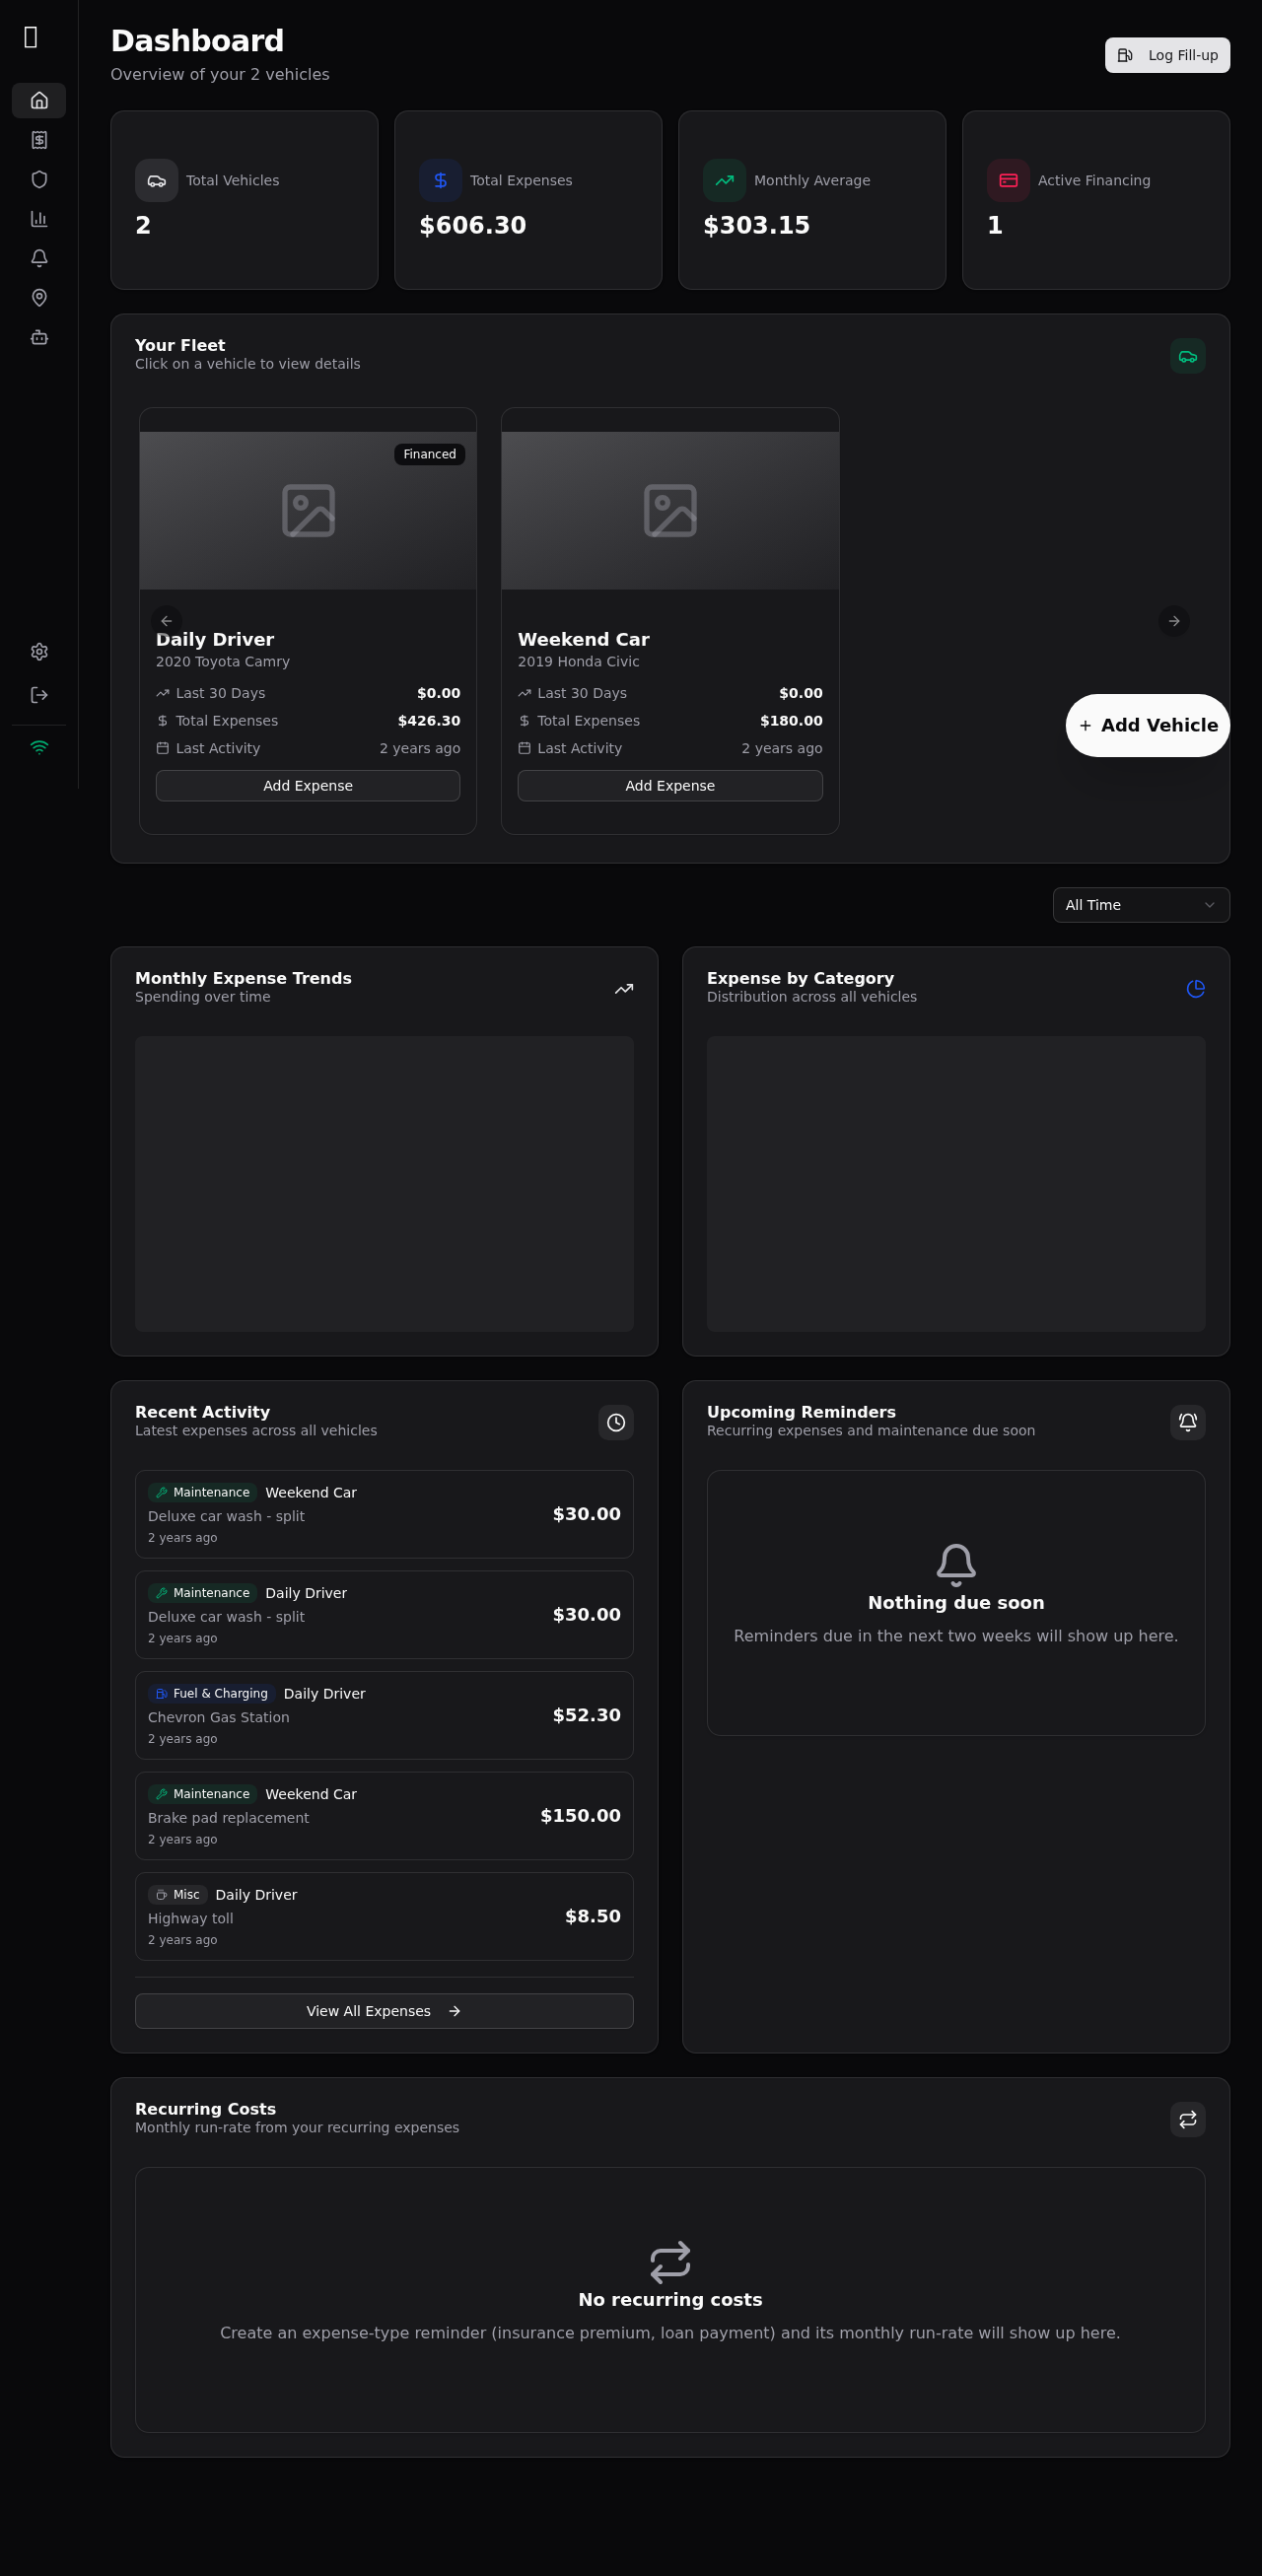 Dashboard
Overview of your 2 vehicles
Log Fill-up
Total Vehicles
2
Total Expenses
$606.30
Monthly Average
$303.15
Active Financing
1
Your Fleet
Click on a vehicle to view details
Financed
Daily Driver
2020 Toyota Camry
Last 30 Days $0.00
Total Expenses $426.30
Last Activity 2 years ago
Add Expense
Weekend Car
2019 Honda Civic
Last 30 Days $0.00
Total Expenses $180.00
Last Activity 2 years ago
Add Expense
Add Vehicle
All Time
Monthly Expense Trends
Spending over time
Expense by Category
Distribution across all vehicles
Recent Activity
Latest expenses across all vehicles
Maintenance Weekend Car
Deluxe car wash - split
2 years ago
$30.00
Maintenance Daily Driver
Deluxe car wash - split
2 years ago
$30.00
Fuel & Charging Daily Driver
Chevron Gas Station
2 years ago
$52.30
Maintenance Weekend Car
Brake pad replacement
2 years ago
$150.00
Misc Daily Driver
Highway toll
2 years ago
$8.50
View All Expenses
Upcoming Reminders
Recurring expenses and maintenance due soon
Nothing due soon
Reminders due in the next two weeks will show up here.
Recurring Costs
Monthly run-rate from your recurring expenses
No recurring costs
Create an expense-type reminder (insurance premium, loan payment) and its monthly run-rate will show up here.